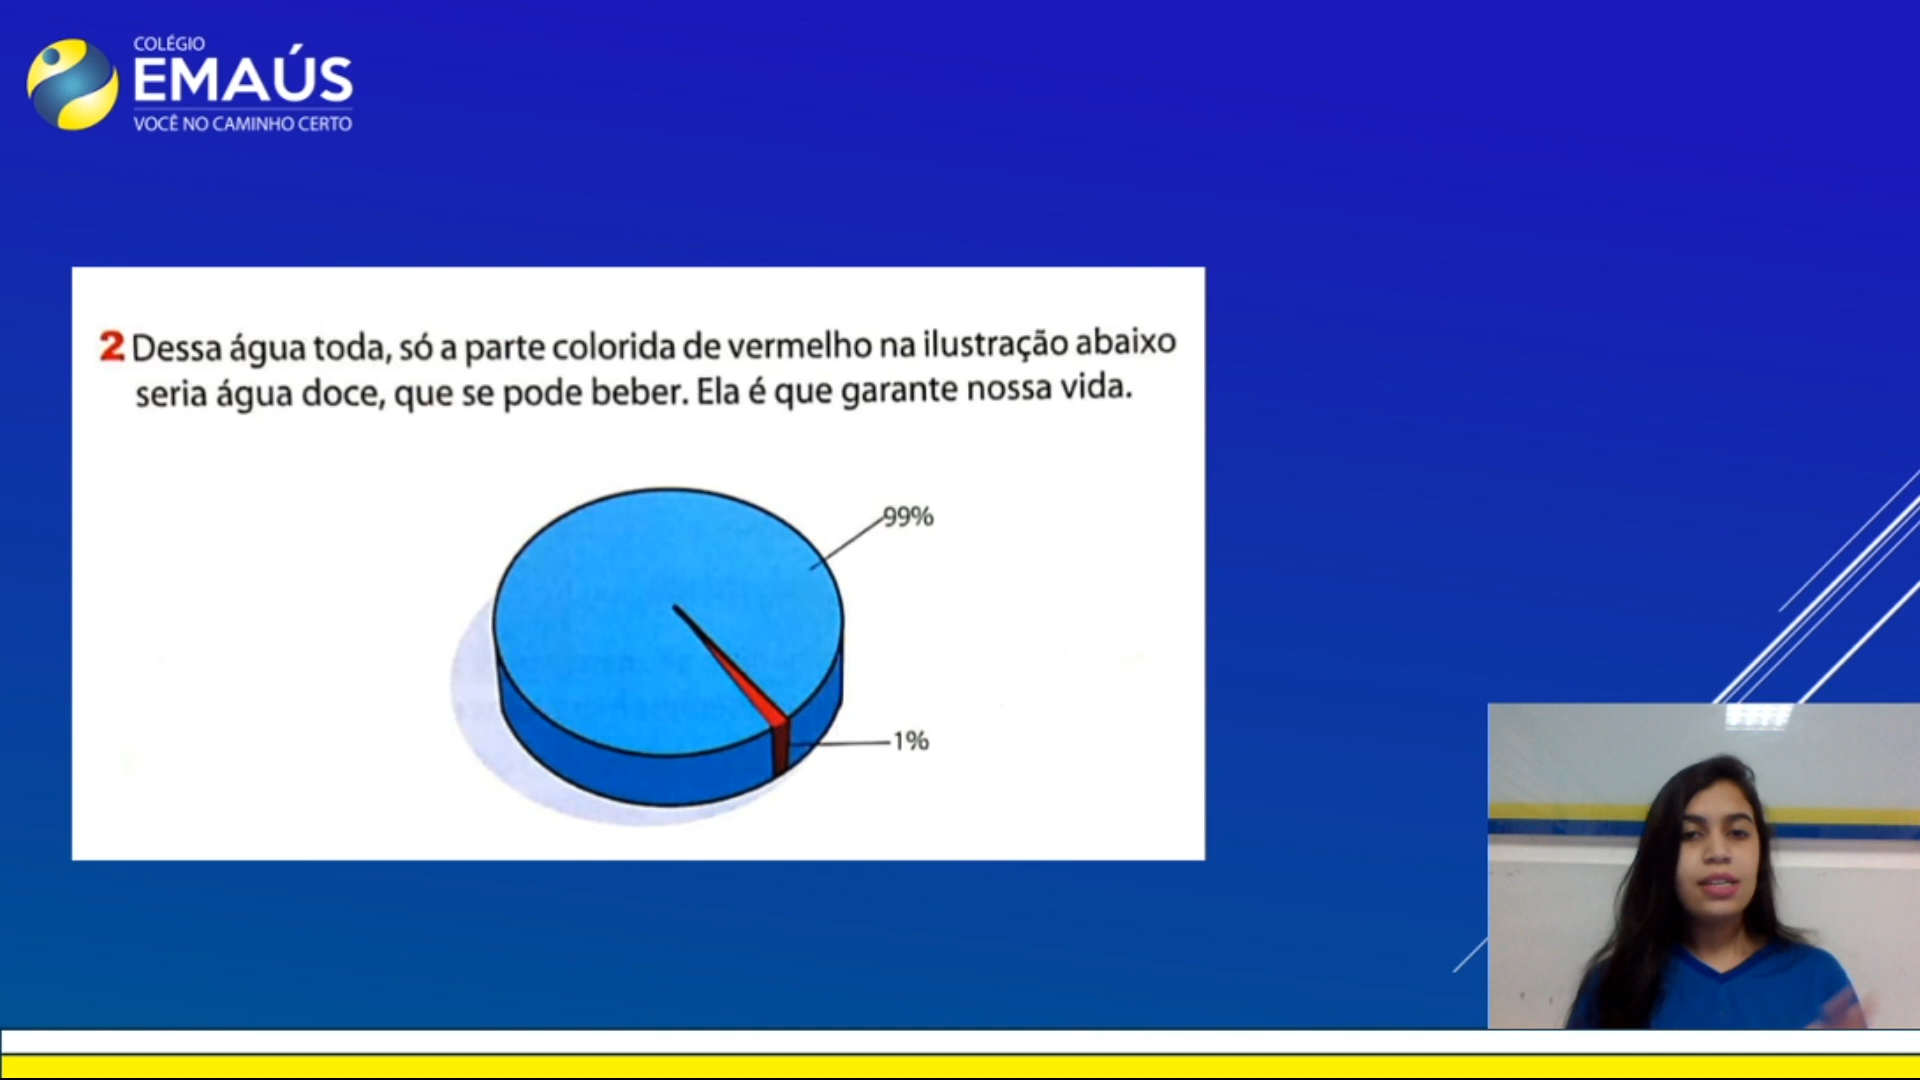 COLÉGIO
EMAÚS
VOCÊ NO CAMINHO CERTO
2 Dessa água toda, só a parte colorida de vermelho na ilustração abaixo
seria água doce, que se pode beber. Ela é que garante nossa vida.
99%
1%